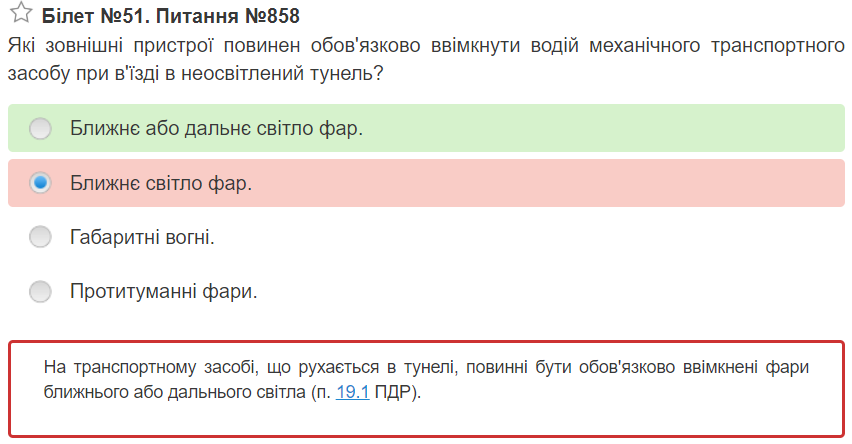 Білет №51. Питання №858
Які зовнішні пристрої повинен обов'язково ввімкнути водій механічного транспортного
засобу при в'їзді в неосвітлений тунель?
Ближнє або дальнє світло фар.
Ближнє світло фар.
Габаритні вогні.
Протитуманні фари.
На транспортному засобі, що рухається в тунелі, повинні бути обов'язково ввімкнені фари
ближнього або дальнього світла (п. 19.1 ПДР).